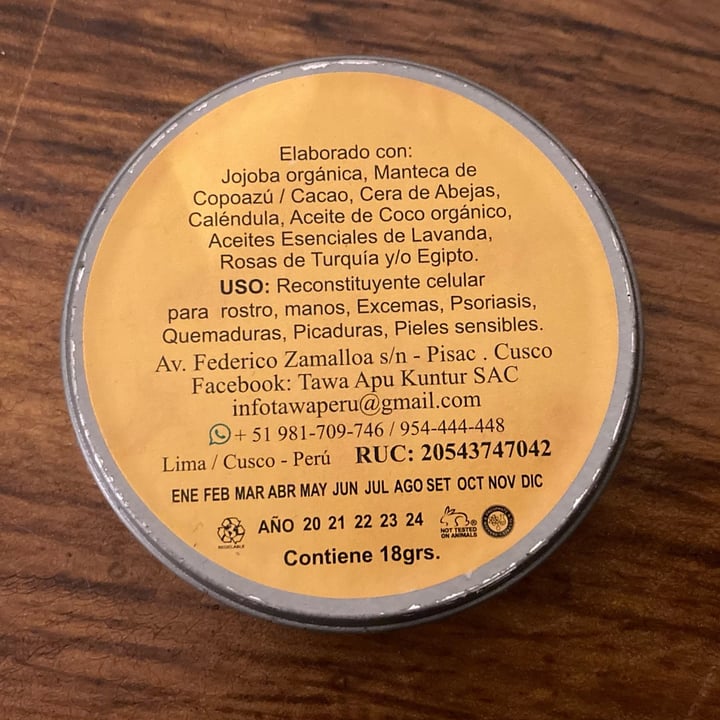 Elaborado con:
Jojoba orgánica, Manteca de
Copoazú / Cacao, Cera de Abejas,
Caléndula, Aceite de Coco orgánico,
Aceites Esenciales de Lavanda,
Rosas de Turquía y/o Egipto.
USO: Reconstituyente celular
para rostro, manos, Excemas, Psoriasis,
Quemaduras, Picaduras, Pieles sensibles.
Av. Federico Zamalloa s/n - Pisac . Cusco
Facebook: Tawa Apu Kuntur SAC
infotawaperu@gmail.com
+ 51 981-709-746 / 954-444-448
Lima / Cusco - Perú RUC: 20543747042
ENE FEB MAR ABR MAY JUN JUL AGO SET OCT NOV DIC
AÑO 20 21 22 23 24
RECICLABLE
NOT TESTED
ON ANIMALS
Contiene 18grs.